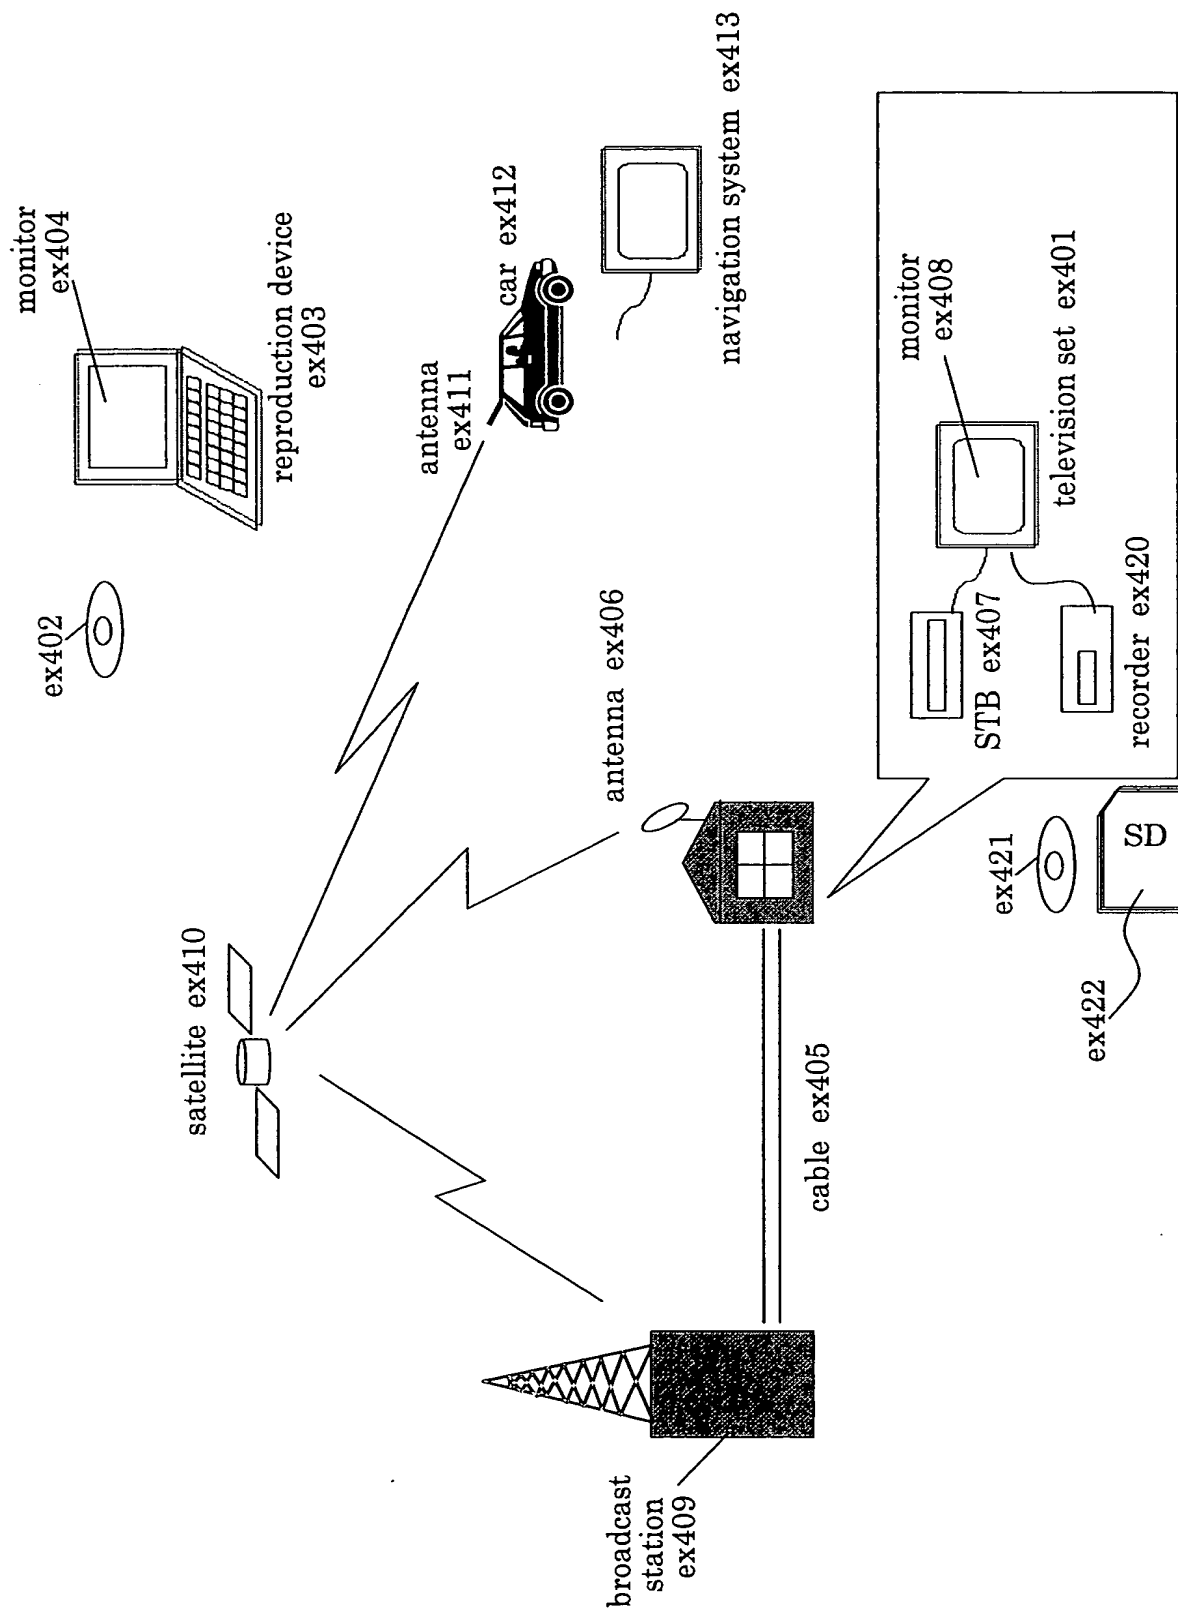 monitor
ex404
reproduction device
ex403
ex402
satellite ex410
antenna
ex411
car ex412
navigation system ex413
antenna ex406
broadcast
station
ex409
cable ex405
monitor
ex408
television set ex401
STB ex407
recorder ex420
ex421
SD
ex422